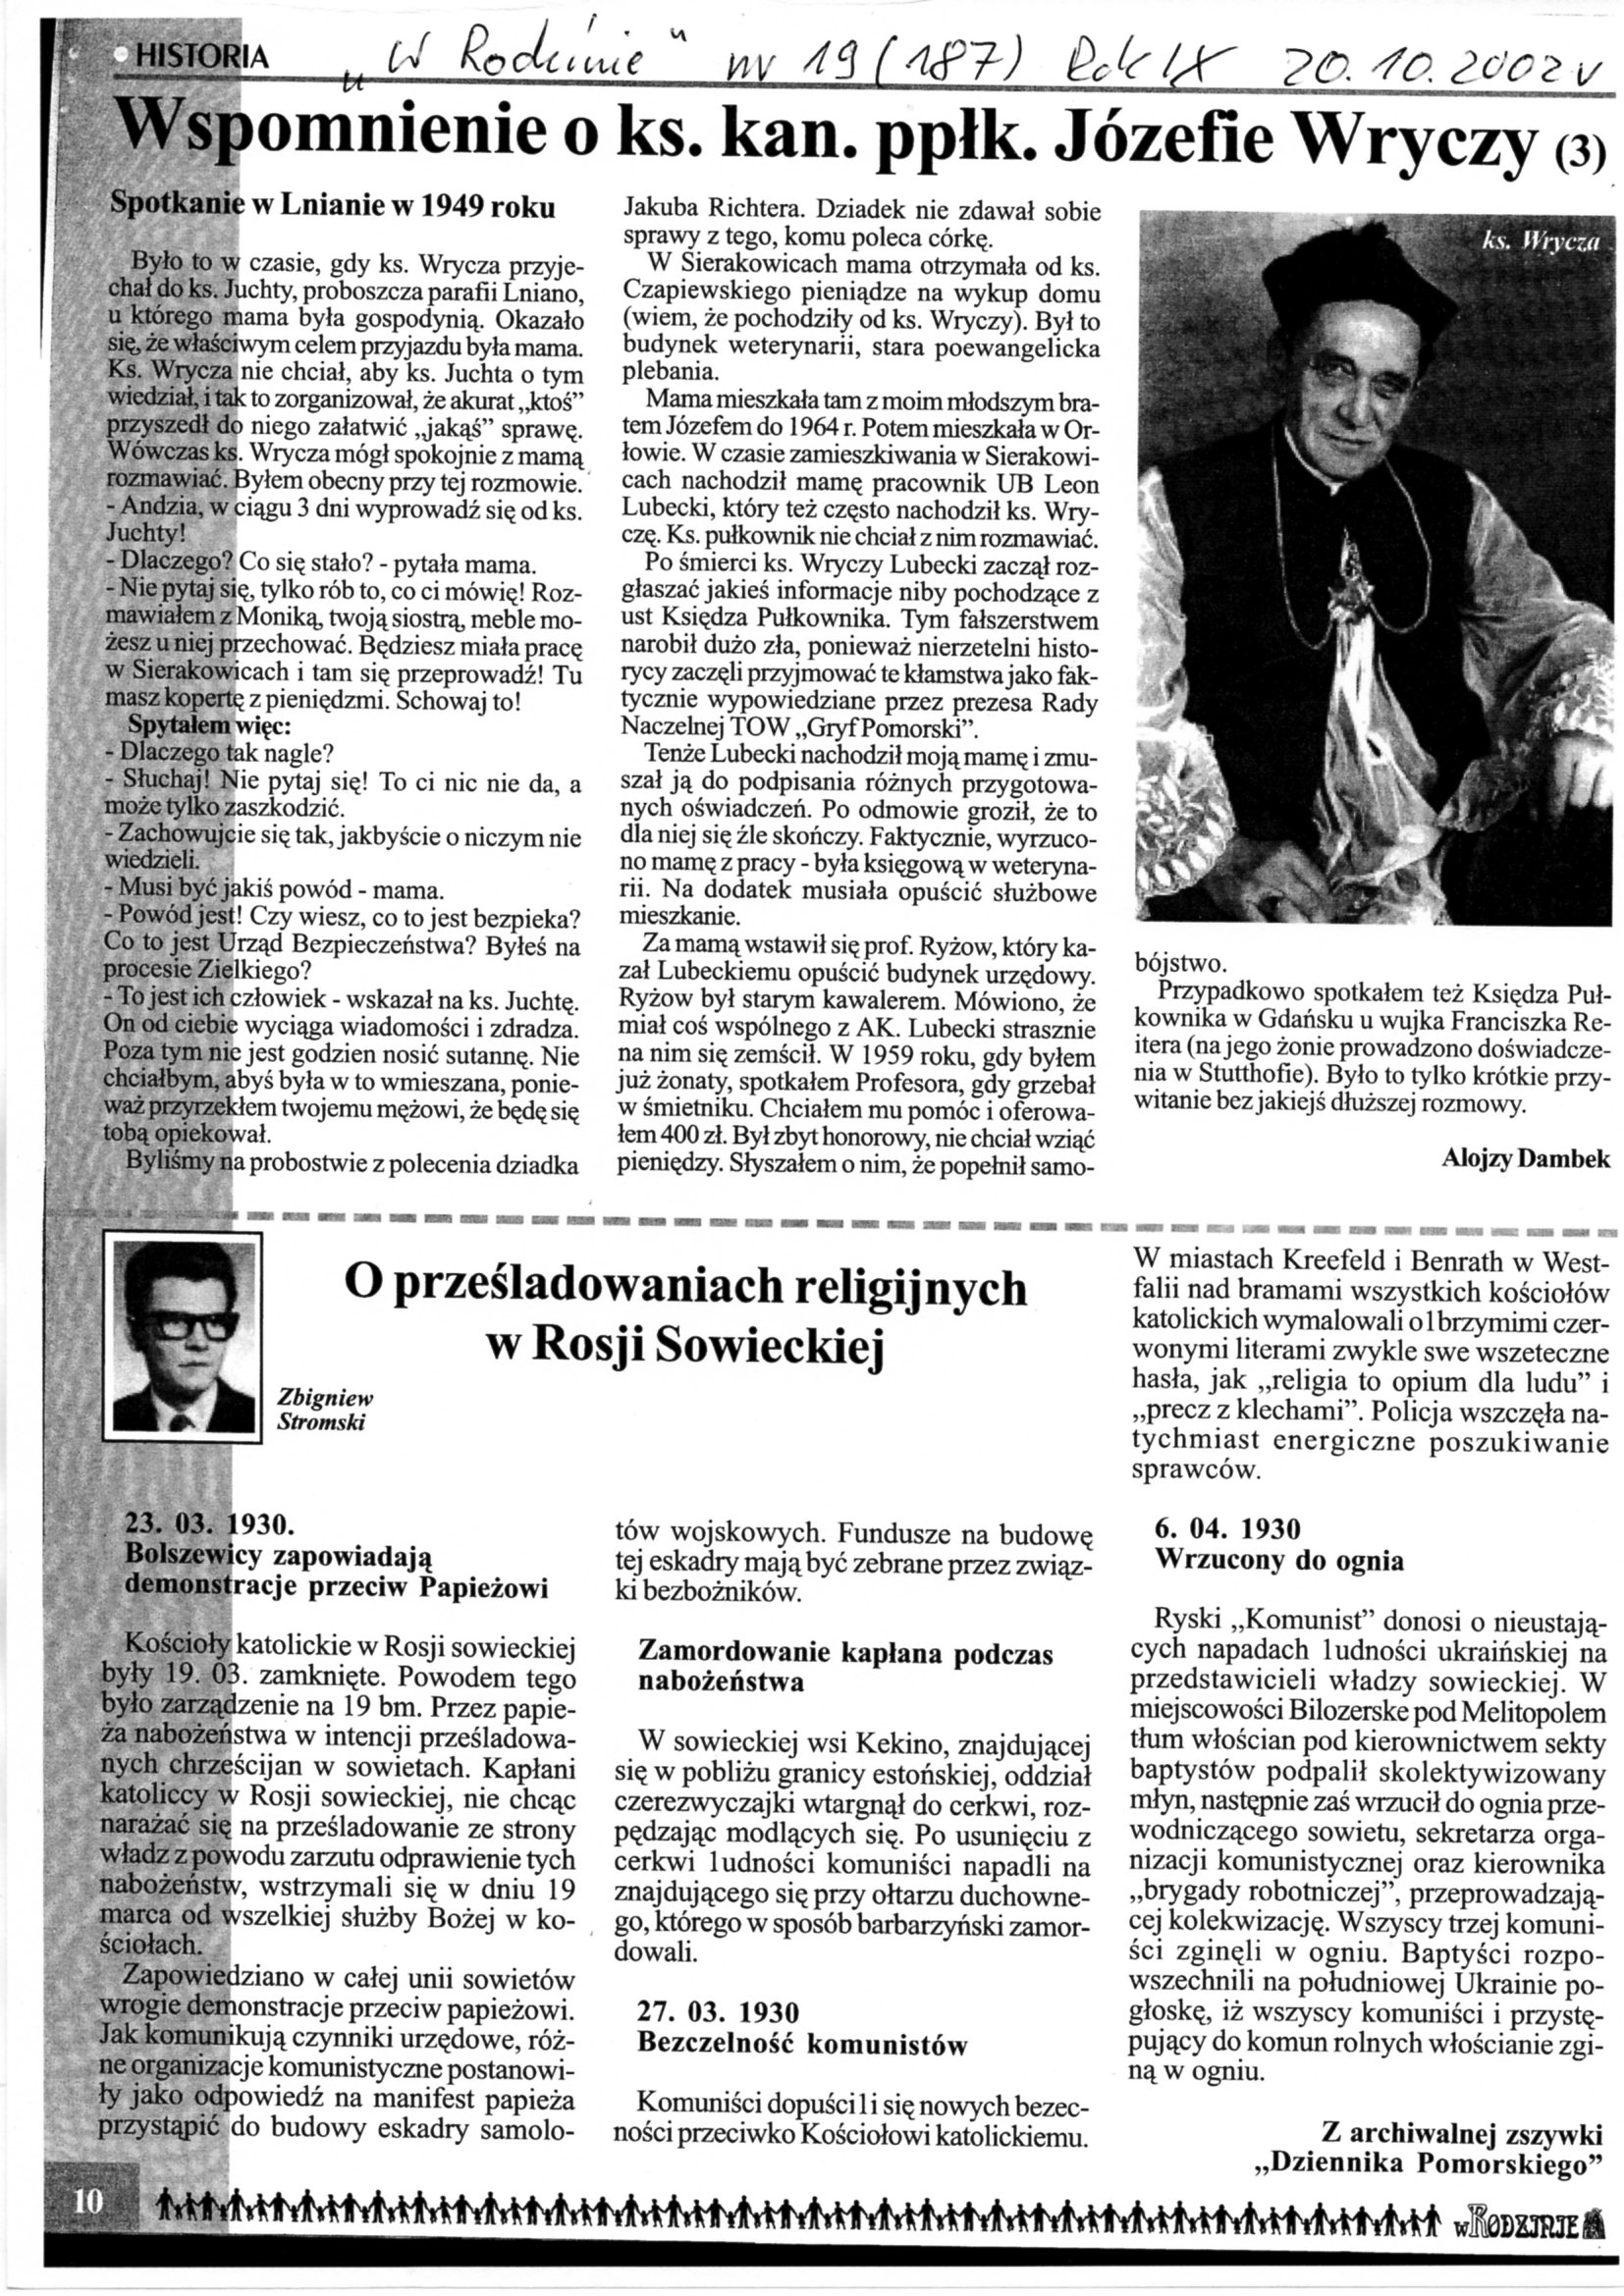 HISTORIA
„W Rodzinie" nr 19 (187) Rok IX 20.10.2002 r
Wspomnienie o ks. kan. ppłk. Józefie Wryczy (3)
Spotkanie w Lnianie w 1949 roku
Było to w czasie, gdy ks. Wrycza przyje-
chał do ks. Juchty, proboszcza parafii Lniano,
u którego mama była gospodynią. Okazało
się, że właściwym celem przyjazdu była mama.
Ks. Wrycza nie chciał, aby ks. Juchta o tym
wiedział, i tak to zorganizował, że akurat „ktoś”
przyszedł do niego załatwić „jakąś” sprawę.
Wówczas ks. Wrycza mógł spokojnie z mamą
rozmawiać. Byłem obecny przy tej rozmowie.
- Andzia, w ciągu 3 dni wyprowadź się od ks.
Juchty!
- Dlaczego? Co się stało? - pytała mama.
- Nie pytaj się, tylko rób to, co ci mówię! Roz-
mawiałem z Moniką, twoją siostrą, meble mo-
żesz u niej przechować. Będziesz miała pracę
w Sierakowicach i tam się przeprowadź! Tu
masz kopertę z pieniędzmi. Schowaj to!
Spytałem więc:
- Dlaczego tak nagle?
- Słuchaj! Nie pytaj się! To ci nic nie da, a
może tylko zaszkodzić.
- Zachowujcie się tak, jakbyście o niczym nie
wiedzieli.
- Musi być jakiś powód - mama.
- Powód jest! Czy wiesz, co to jest bezpieka?
Co to jest Urząd Bezpieczeństwa? Byłeś na
procesie Zielkiego?
- To jest ich człowiek - wskazał na ks. Juchtę.
On od ciebie wyciąga wiadomości i zdradza.
Poza tym nie jest godzien nosić sutannę. Nie
chciałbym, abyś była w to wmieszana, ponie-
waż przyrzekłem twojemu mężowi, że będę się
tobą opiekował.
Byliśmy na probostwie z polecenia dziadka
Jakuba Richtera. Dziadek nie zdawał sobie
sprawy z tego, komu poleca córkę.
W Sierakowicach mama otrzymała od ks.
Czapiewskiego pieniądze na wykup domu
(wiem, że pochodziły od ks. Wryczy). Był to
budynek weterynarii, stara poewangelicka
plebania.
Mama mieszkała tam z moim młodszym bra-
tem Józefem do 1964 r. Potem mieszkała w Or-
łowie. W czasie zamieszkiwania w Sierakowi-
cach nachodził mamę pracownik UB Leon
Lubecki, który też często nachodził ks. Wry-
czę. Ks. pułkownik nie chciał z nim rozmawiać.
Po śmierci ks. Wryczy Lubecki zaczął roz-
głaszać jakieś informacje niby pochodzące z
ust Księdza Pułkownika. Tym fałszerstwem
narobił dużo zła, ponieważ nierzetelni histo-
rycy zaczęli przyjmować te kłamstwa jako fak-
tycznie wypowiedziane przez prezesa Rady
Naczelnej TOW „Gryf Pomorski”.
Tenże Lubecki nachodził moją mamę i zmu-
szał ją do podpisania różnych przygotowa-
nych oświadczeń. Po odmowie groził, że to
dla niej się źle skończy. Faktycznie, wyrzuco-
no mamę z pracy - była księgową w weteryna-
rii. Na dodatek musiała opuścić służbowe
mieszkanie.
Za mamą wstawił się prof. Ryżow, który ka-
zał Lubeckiemu opuścić budynek urzędowy.
Ryżow był starym kawalerem. Mówiono, że
miał coś wspólnego z AK. Lubecki strasznie
na nim się zemścił. W 1959 roku, gdy byłem
już żonaty, spotkałem Profesora, gdy grzebał
w śmietniku. Chciałem mu pomóc i oferowa-
łem 400 zł. Był zbyt honorowy, nie chciał wziąć
pieniędzy. Słyszałem o nim, że popełnił samo-
ks. Wrycza
bójstwo.
Przypadkowo spotkałem też Księdza Puł-
kownika w Gdańsku u wujka Franciszka Re-
itera (na jego żonie prowadzono doświadcze-
nia w Stutthofie). Było to tylko krótkie przy-
witanie bez jakiejś dłuższej rozmowy.
Alojzy Dambek
O prześladowaniach religijnych
w Rosji Sowieckiej
Zbigniew
Stromski
23. 03. 1930.
Bolszewicy zapowiadają
demonstracje przeciw Papieżowi
Kościoły katolickie w Rosji sowieckiej
były 19. 03. zamknięte. Powodem tego
było zarządzenie na 19 bm. Przez papie-
ża nabożeństwa w intencji prześladowa-
nych chrześcijan w sowietach. Kapłani
katoliccy w Rosji sowieckiej, nie chcąc
narażać się na prześladowanie ze strony
władz z powodu zarzutu odprawienie tych
nabożeństw, wstrzymali się w dniu 19
marca od wszelkiej służby Bożej w ko-
ściołach.
Zapowiedziano w całej unii sowietów
wrogie demonstracje przeciw papieżowi.
Jak komunikują czynniki urzędowe, róż-
ne organizacje komunistyczne postanowi-
ły jako odpowiedź na manifest papieża
przystąpić do budowy eskadry samolo-
tów wojskowych. Fundusze na budowę
tej eskadry mają być zebrane przez związ-
ki bezbożników.
Zamordowanie kapłana podczas
nabożeństwa
W sowieckiej wsi Kekino, znajdującej
się w pobliżu granicy estońskiej, oddział
czerezwyczajki wtargnął do cerkwi, roz-
pędzając modlących się. Po usunięciu z
cerkwi ludności komuniści napadli na
znajdującego się przy ołtarzu duchowne-
go, którego w sposób barbarzyński zamor-
dowali.
27. 03. 1930
Bezczelność komunistów
Komuniści dopuścili się nowych bezec-
ności przeciwko Kościołowi katolickiemu.
W miastach Kreefeld i Benrath w West-
falii nad bramami wszystkich kościołów
katolickich wymalowali olbrzymimi czer-
wonymi literami zwykle swe wszeteczne
hasła, jak „religia to opium dla ludu” i
„precz z klechami”. Policja wszczęła na-
tychmiast energiczne poszukiwanie
sprawców.
6. 04. 1930
Wrzucony do ognia
Ryski „Komunist” donosi o nieustają-
cych napadach ludności ukraińskiej na
przedstawicieli władzy sowieckiej. W
miejscowości Bilozerske pod Melitopolem
tłum włościan pod kierownictwem sekty
baptystów podpalił skolektywizowany
młyn, następnie zaś wrzucił do ognia prze-
wodniczącego sowietu, sekretarza orga-
nizacji komunistycznej oraz kierownika
„brygady robotniczej”, przeprowadzają-
cej kolekwizację. Wszyscy trzej komuni-
ści zginęli w ogniu. Baptyści rozpo-
wszechnili na południowej Ukrainie po-
głoskę, iż wszyscy komuniści i przystę-
pujący do komun rolnych włościanie zgi-
ną w ogniu.
Z archiwalnej zszywki
„Dziennika Pomorskiego”
10
wRODZINIE